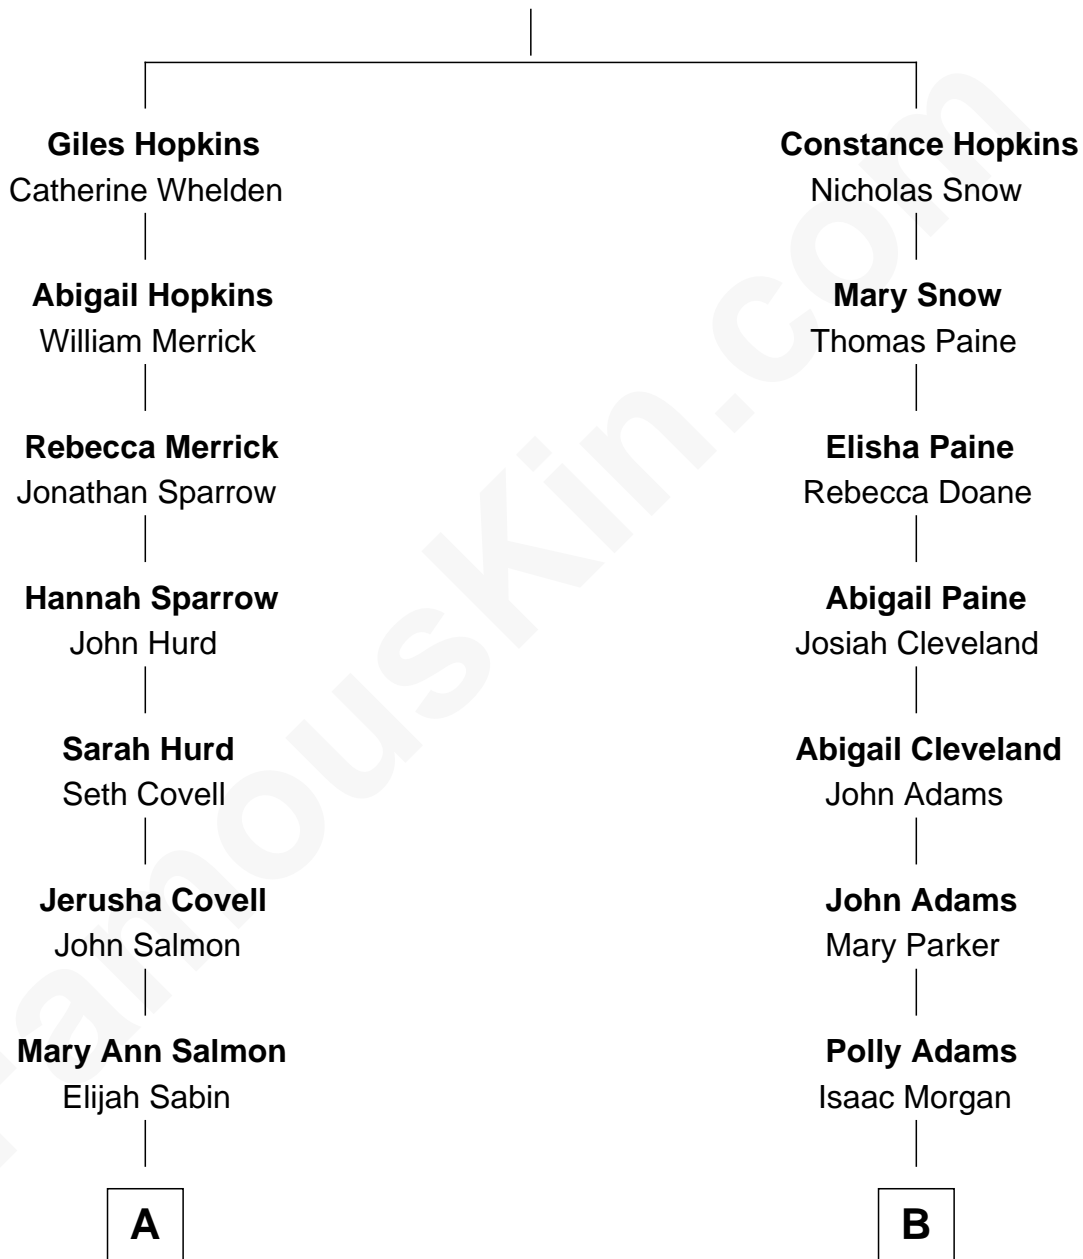 Giles Hopkins
Catherine Whelden
Abigail Hopkins
William Merrick
Rebecca Merrick
Jonathan Sparrow
Hannah Sparrow
John Hurd
Sarah Hurd
Seth Covell
Jerusha Covell
John Salmon
Mary Ann Salmon
Elijah Sabin
A
Constance Hopkins
Nicholas Snow
Mary Snow
Thomas Paine
Elisha Paine
Rebecca Doane
Abigail Paine
Josiah Cleveland
Abigail Cleveland
John Adams
John Adams
Mary Parker
Polly Adams
Isaac Morgan
B
FamousKin.com